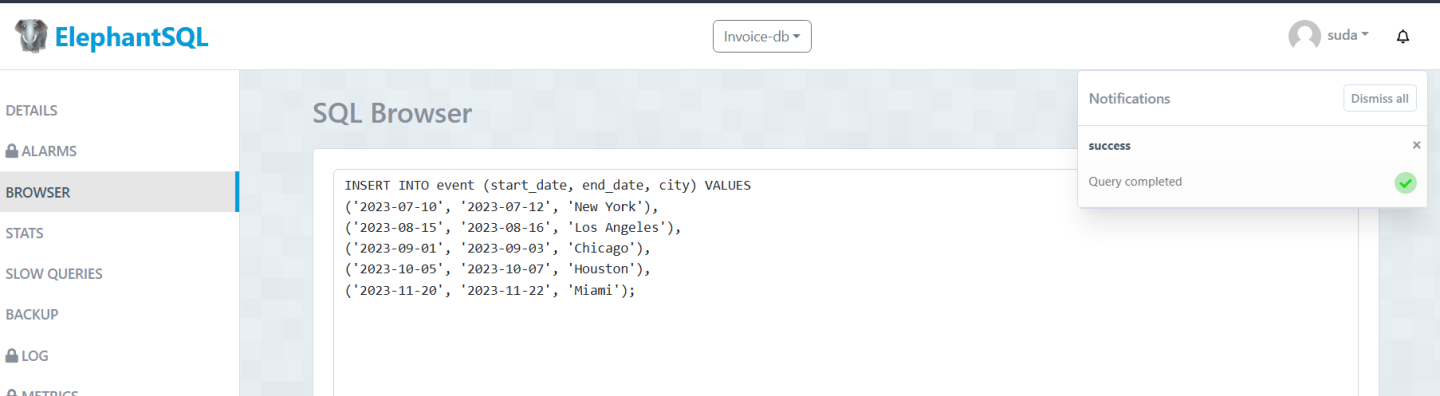 ElephantSQL
Invoice-db
suda
DETAILS
ALARMS
BROWSER
STATS
SLOW QUERIES
BACKUP
LOG
METRICS
SQL Browser
INSERT INTO event (start_date, end_date, city) VALUES
('2023-07-10', '2023-07-12', 'New York'),
('2023-08-15', '2023-08-16', 'Los Angeles'),
('2023-09-01', '2023-09-03', 'Chicago'),
('2023-10-05', '2023-10-07', 'Houston'),
('2023-11-20', '2023-11-22', 'Miami');
Notifications
Dismiss all
success
×
Query completed